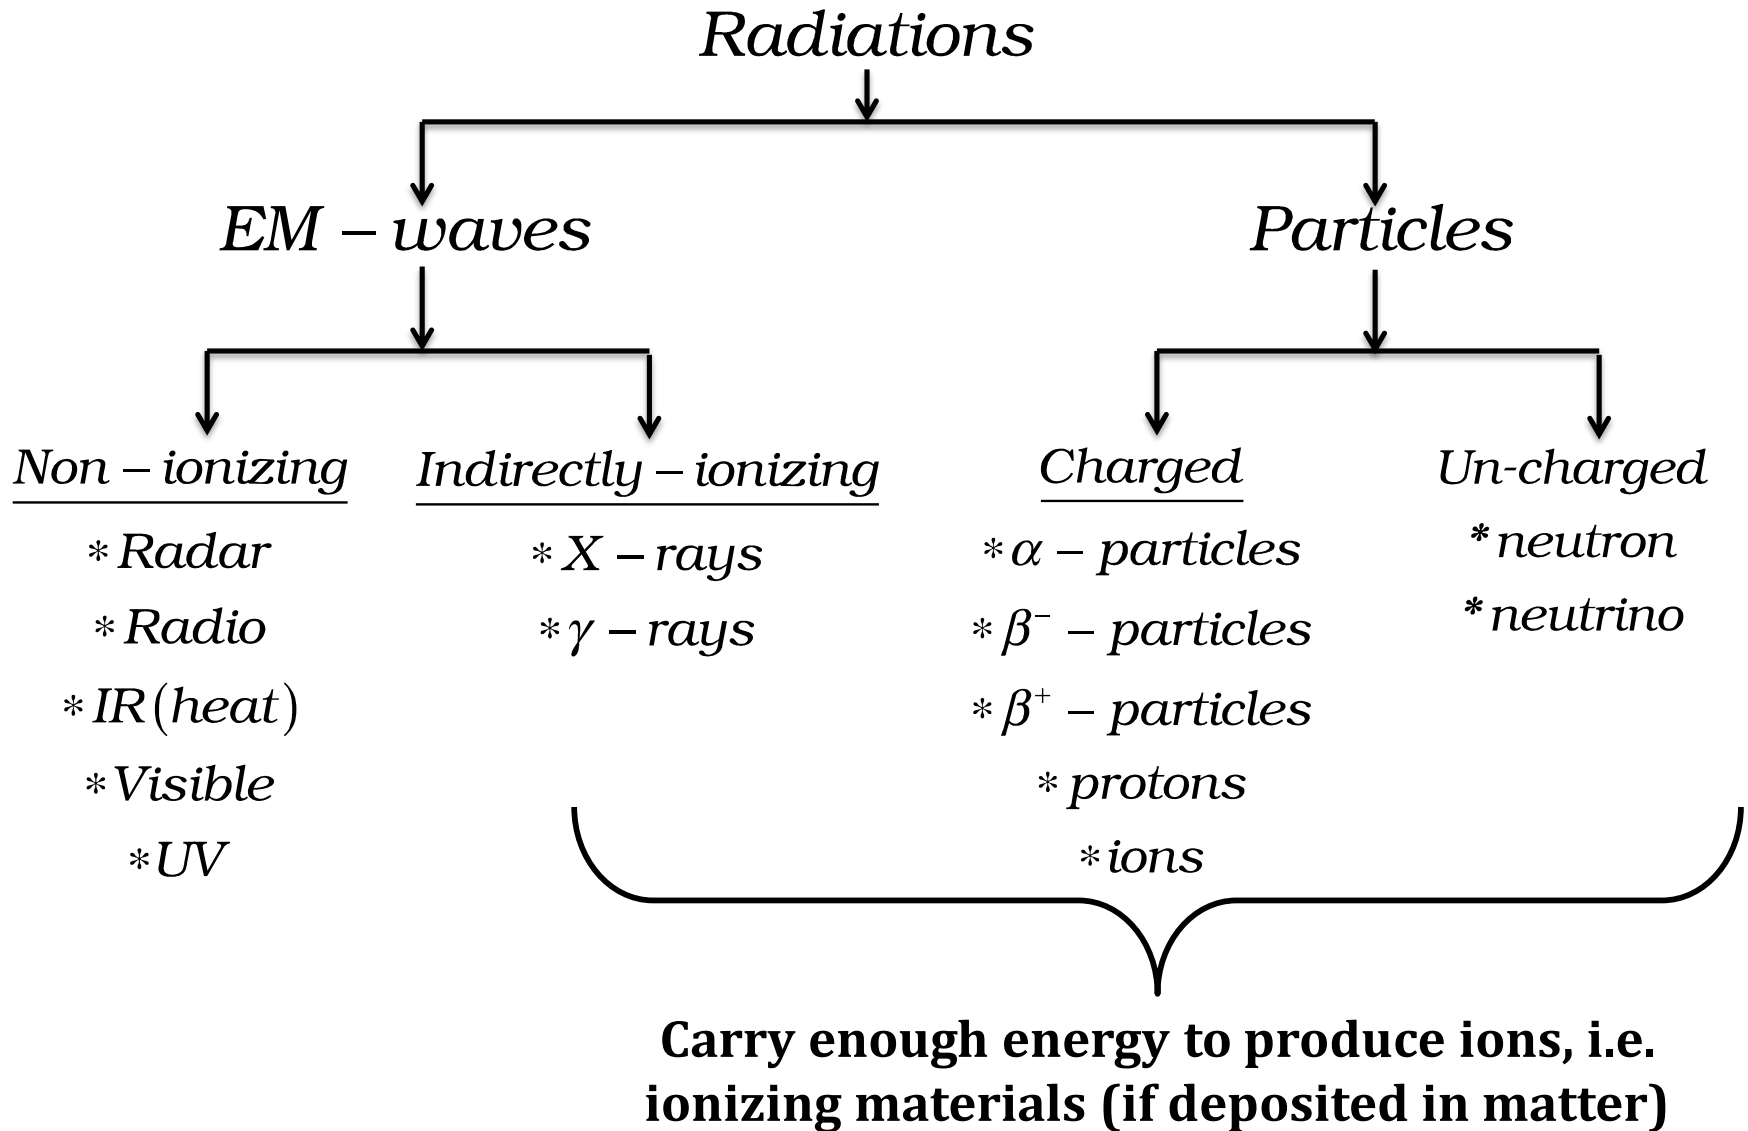 Radiations
EM – waves
Particles
Non – ionizing
* Radar
* Radio
* IR (heat)
* Visible
* UV
Indirectly – ionizing
* X – rays
* γ – rays
Charged
* α – particles
* β⁻ – particles
* β⁺ – particles
* protons
* ions
Un-charged
* neutron
* neutrino
Carry enough energy to produce ions, i.e.
ionizing materials (if deposited in matter)